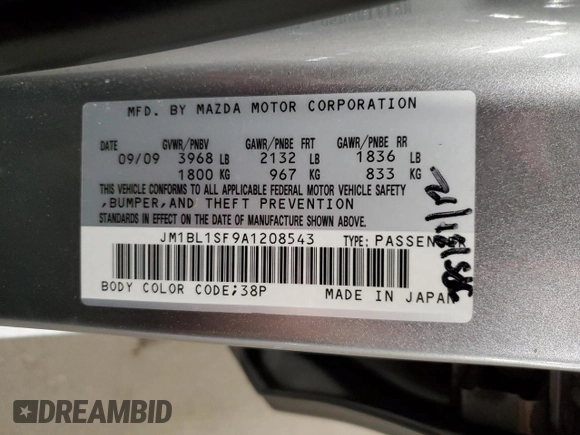 MFD. BY MAZDA MOTOR CORPORATION
DATE GVWR/PNBV GAWR/PNBE FRT GAWR/PNBE RR
09/09 3968 LB 2132 LB 1836 LB
1800 KG 967 KG 833 KG
THIS VEHICLE CONFORMS TO ALL APPLICABLE FEDERAL MOTOR VEHICLE SAFETY
,BUMPER,AND THEFT PREVENTION
STANDARDS IN EFFECT ON THE DATE OF MANUFACTURE SHOWN ABOVE.
JM1BL1SF9A1208543 TYPE: PASSENG
BODY COLOR CODE;38P MADE IN JAPAN
DREAMBID